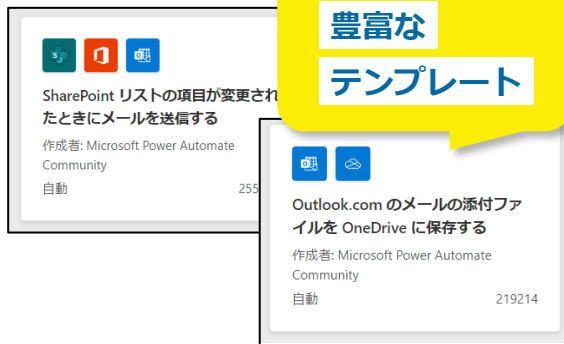 豊富な
テンプレート
SharePoint リストの項目が変更され
たときにメールを送信する
作成者: Microsoft Power Automate
Community
自動 255
Outlook.com のメールの添付ファ
イルを OneDrive に保存する
作成者: Microsoft Power Automate
Community
自動 219214